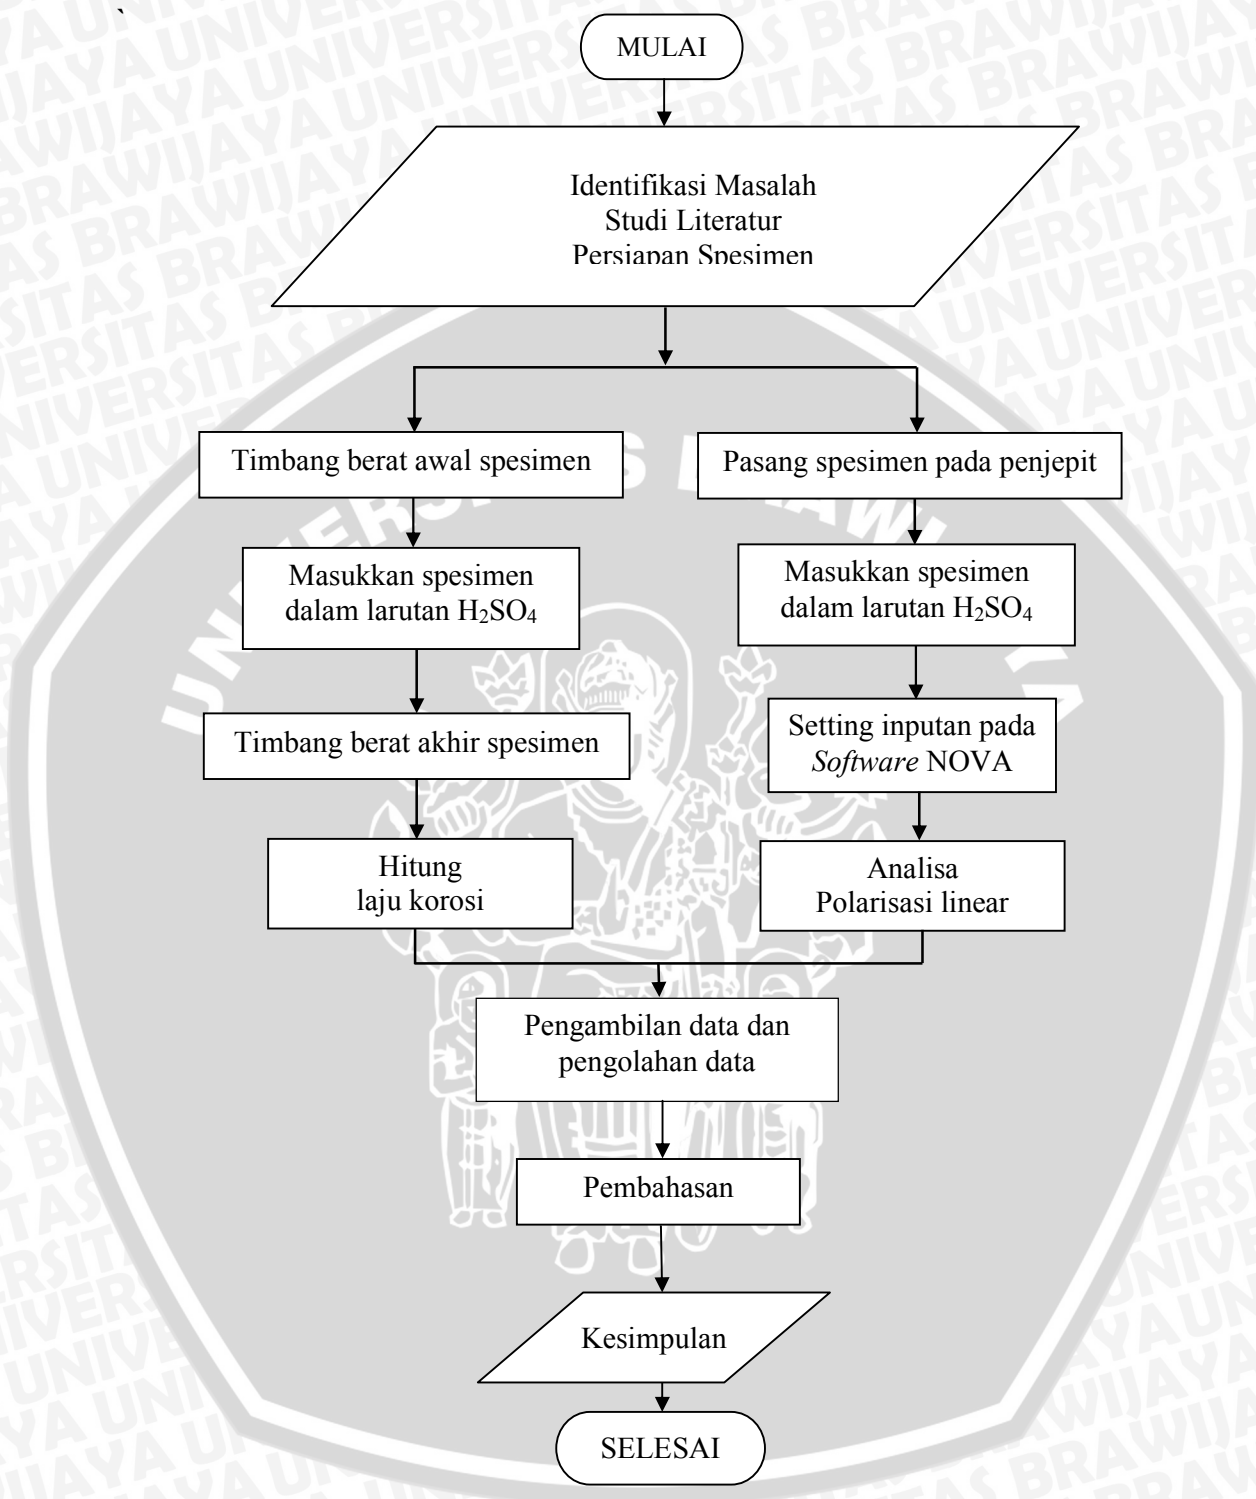 MULAI
Identifikasi Masalah
Studi Literatur
Persiapan Spesimen
Timbang berat awal spesimen
Masukkan spesimen
dalam larutan H₂SO₄
Timbang berat akhir spesimen
Hitung
laju korosi
Pasang spesimen pada penjepit
Masukkan spesimen
dalam larutan H₂SO₄
Setting inputan pada
Software NOVA
Analisa
Polarisasi linear
Pengambilan data dan
pengolahan data
Pembahasan
Kesimpulan
SELESAI
UNIVERSITAS BRAWIJAYA